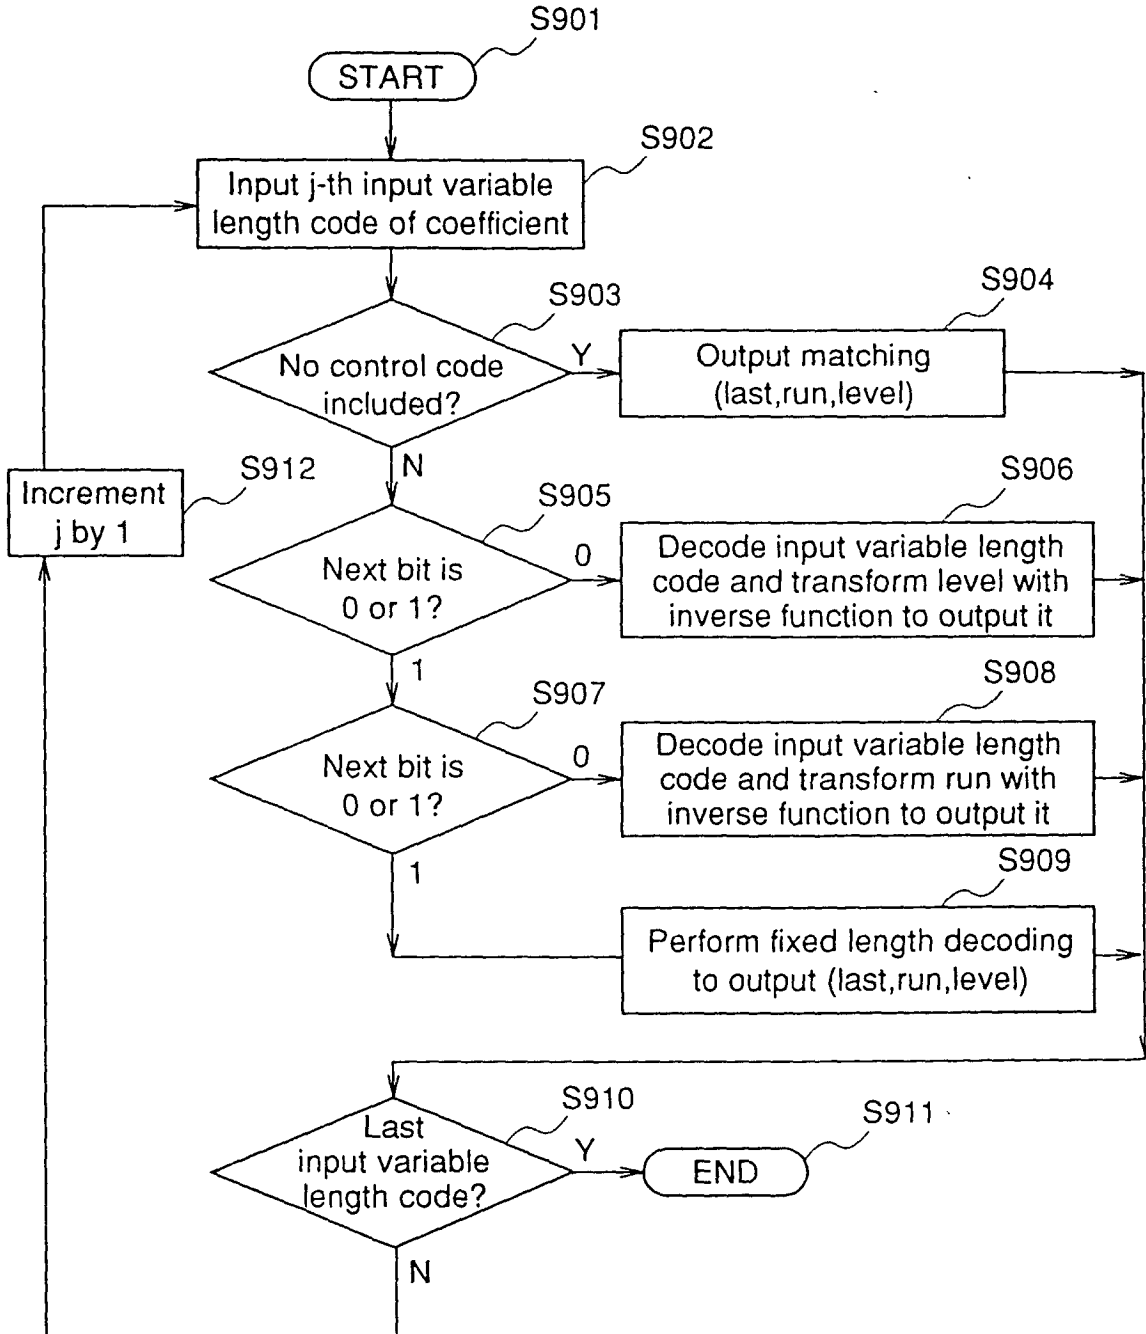 S901
START
S902
Input j-th input variable
length code of coefficient
S903
No control code
included?
Y
S904
Output matching
(last,run,level)
N
S912
Increment
j by 1
S905
Next bit is
0 or 1?
0
S906
Decode input variable length
code and transform level with
inverse function to output it
1
S907
Next bit is
0 or 1?
0
S908
Decode input variable length
code and transform run with
inverse function to output it
1
S909
Perform fixed length decoding
to output (last,run,level)
S910
Last
input variable
length code?
Y
S911
END
N